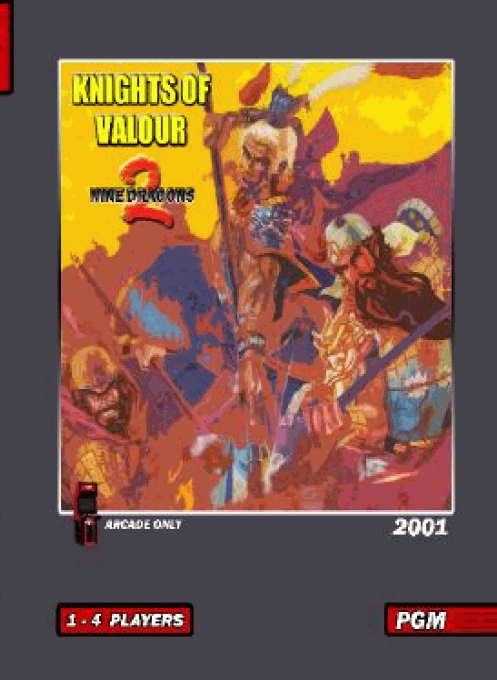 KNIGHTS OF
VALOUR
2
NINE DRAGONS
ARCADE ONLY
2001
1 - 4 PLAYERS
PGM